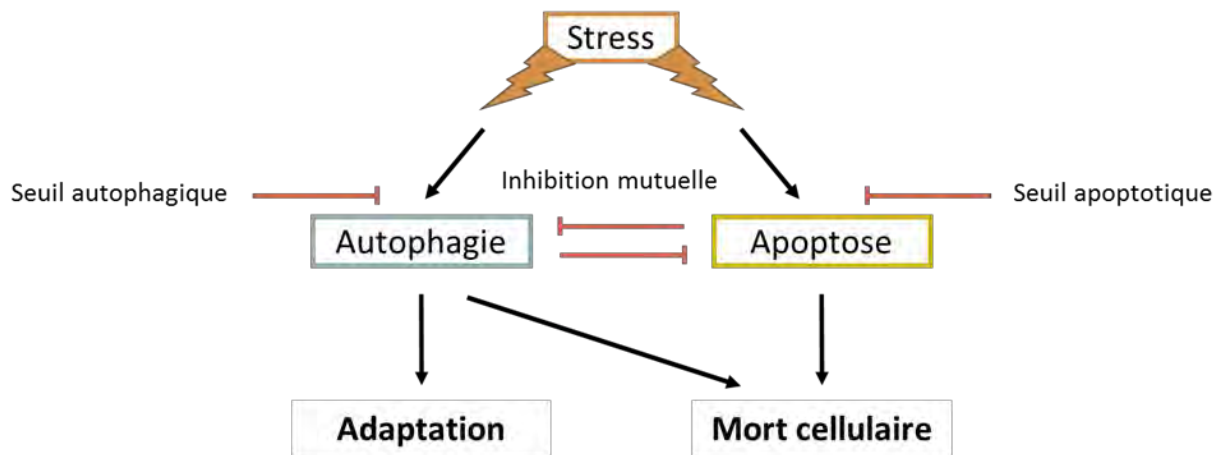 Stress
Inhibition mutuelle
Seuil autophagique
Seuil apoptotique
Autophagie
Apoptose
Adaptation
Mort cellulaire